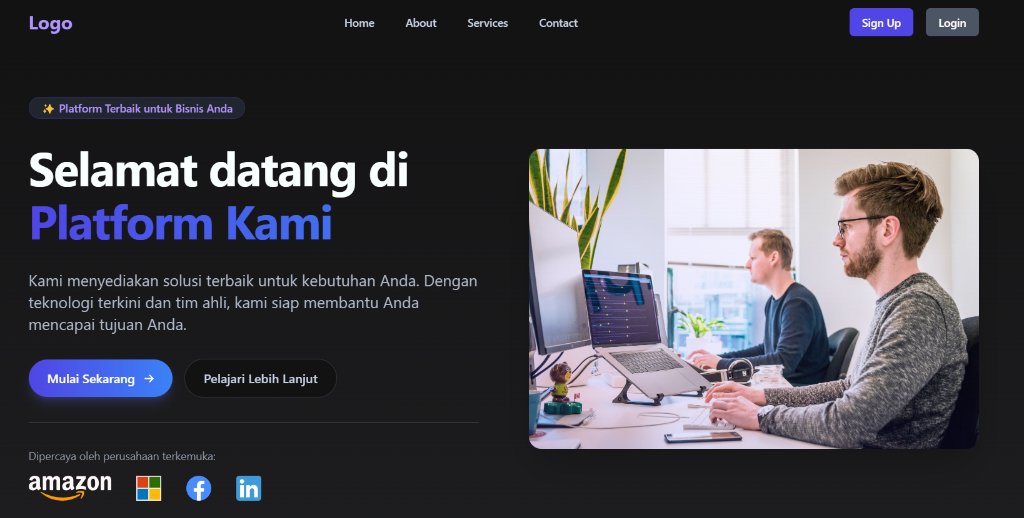 Logo
Home
About
Services
Contact
Sign Up
Login
✨ Platform Terbaik untuk Bisnis Anda
Selamat datang di
Platform Kami
Kami menyediakan solusi terbaik untuk kebutuhan Anda. Dengan
teknologi terkini dan tim ahli, kami siap membantu Anda
mencapai tujuan Anda.
Mulai Sekarang →
Pelajari Lebih Lanjut
Dipercaya oleh perusahaan terkemuka:
amazon
f
in